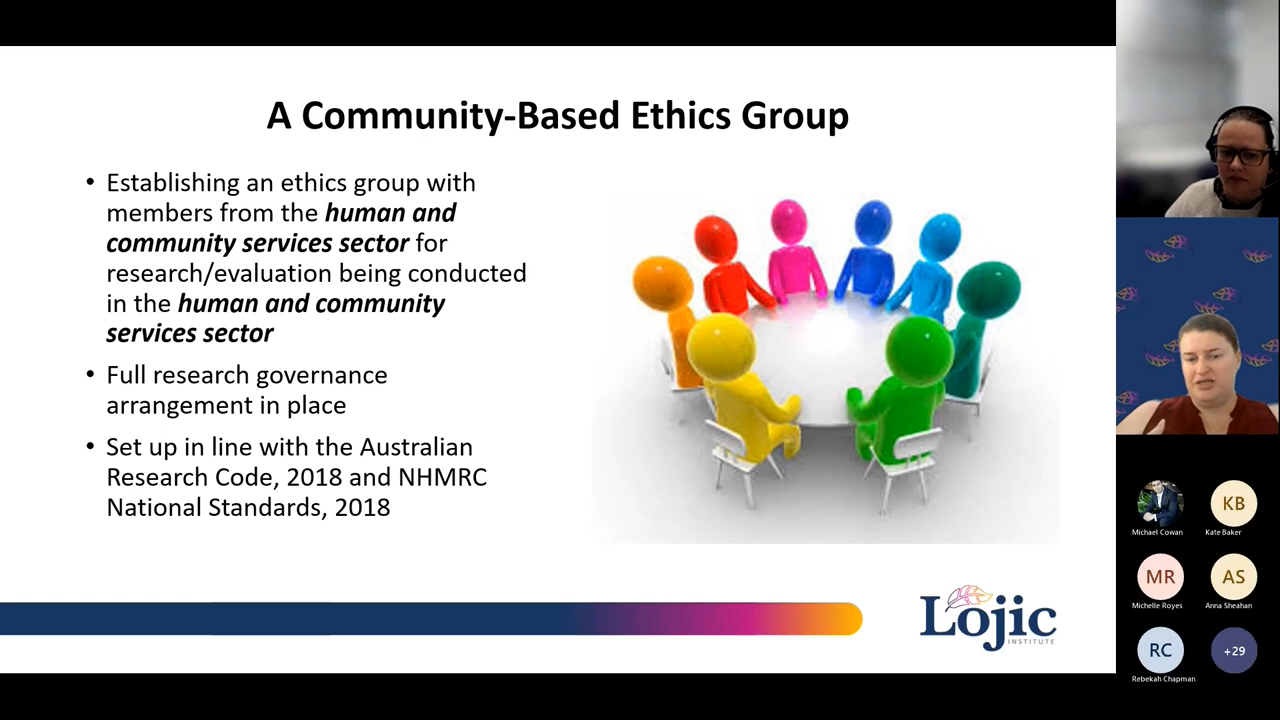 A Community-Based Ethics Group
• Establishing an ethics group with
members from the human and
community services sector for
research/evaluation being conducted
in the human and community
services sector
• Full research governance
arrangement in place
• Set up in line with the Australian
Research Code, 2018 and NHMRC
National Standards, 2018
Lojic
INSTITUTE
KB
Michael Cowan
Kate Baker
MR
AS
Michelle Royes
Anna Sheahan
RC
+29
Rebekah Chapman